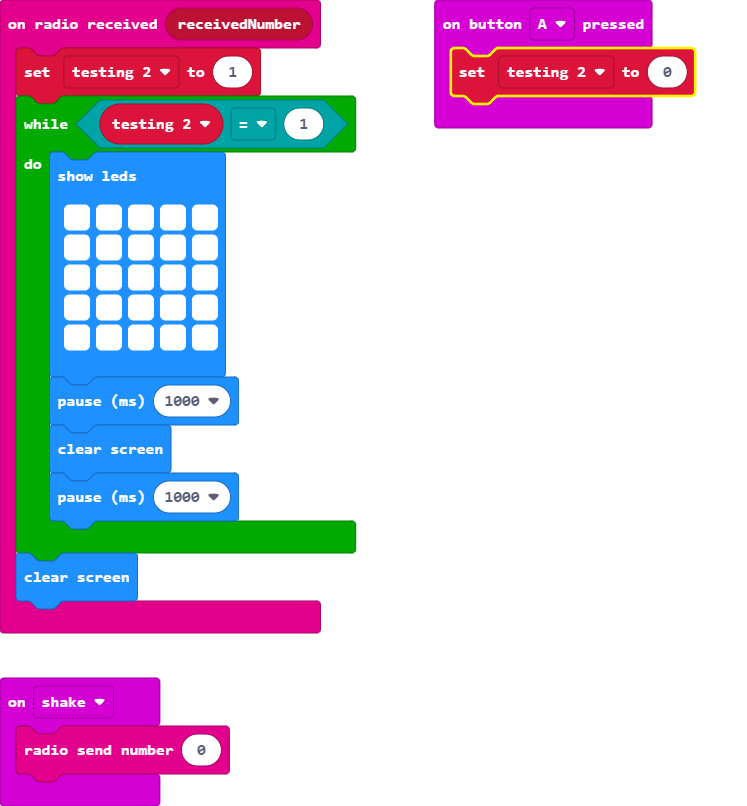 on radio received receivedNumber
set testing 2 to 1
while testing 2 = 1
do
show leds
pause (ms) 1000
clear screen
pause (ms) 1000
clear screen
on shake
radio send number 0
on button A pressed
set testing 2 to 0